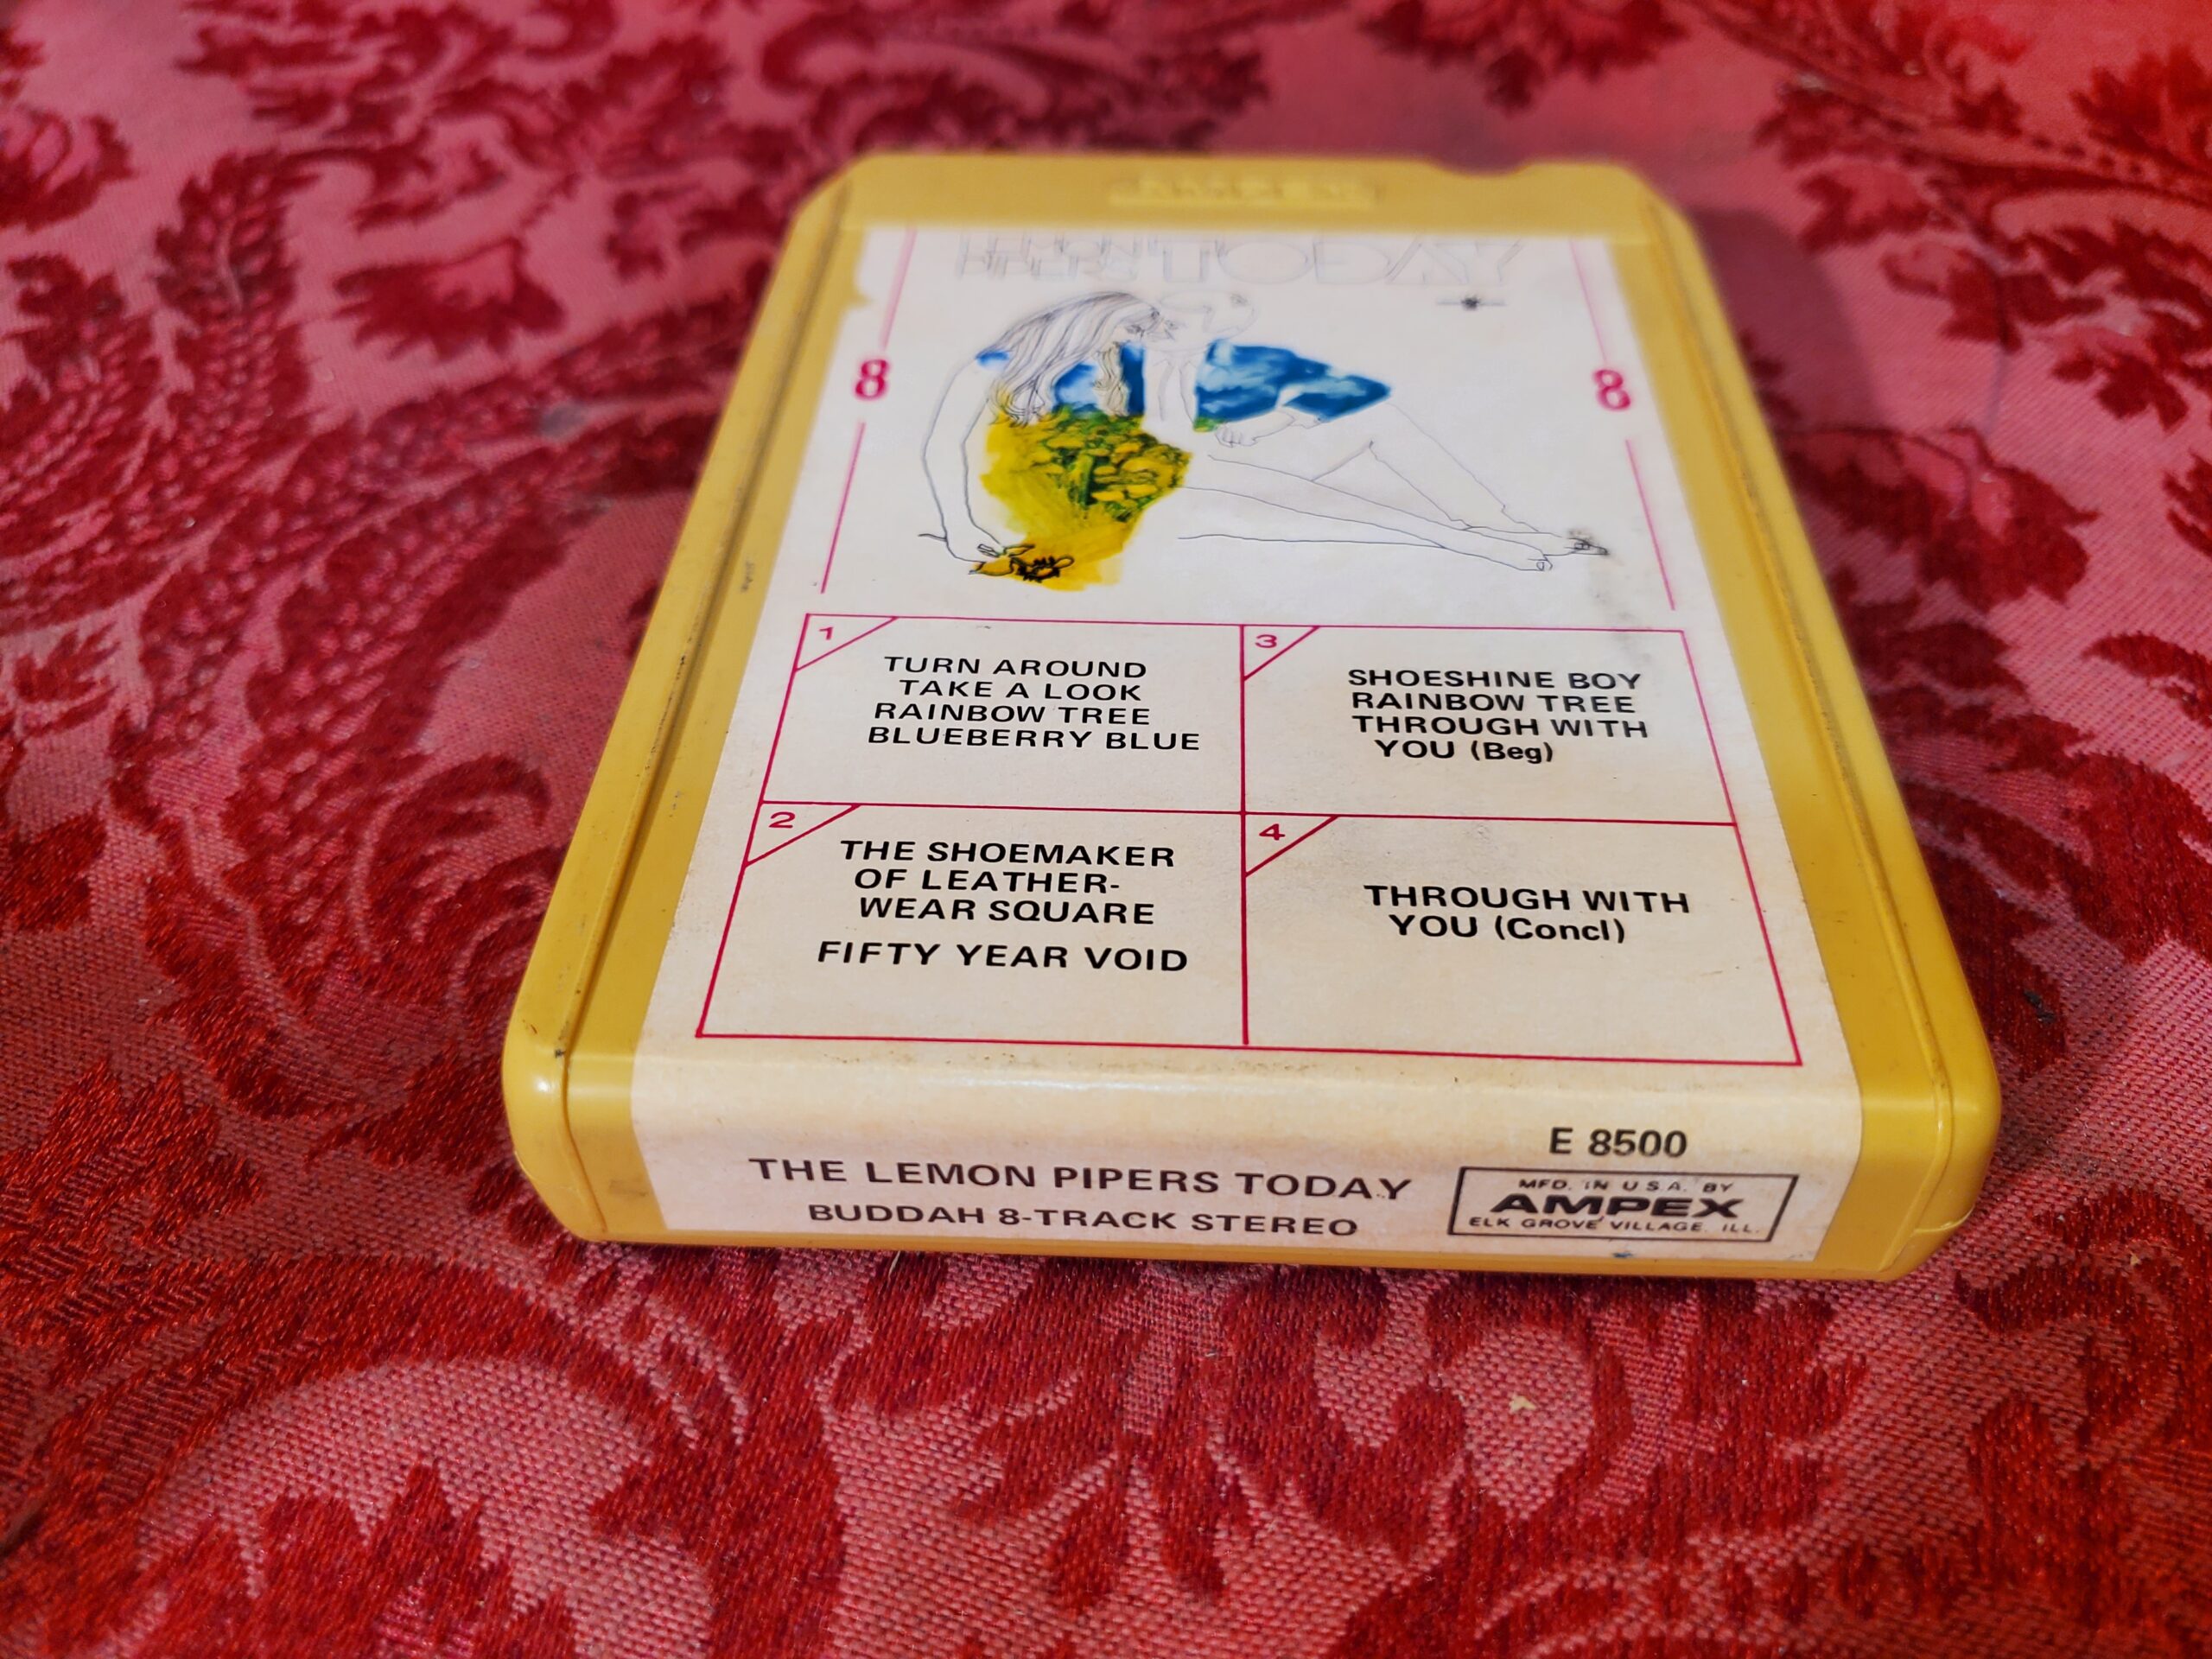 AMPEX
LEMON
PIPERS TODAY
8 8
1
TURN AROUND
TAKE A LOOK
RAINBOW TREE
BLUEBERRY BLUE
2
THE SHOEMAKER
OF LEATHER-
WEAR SQUARE
FIFTY YEAR VOID
3
SHOESHINE BOY
RAINBOW TREE
THROUGH WITH
YOU (Beg)
4
THROUGH WITH
YOU (Concl)
E 8500
THE LEMON PIPERS TODAY
BUDDAH 8-TRACK STEREO
MFD. IN U.S.A. BY
AMPEX
ELK GROVE VILLAGE, ILL.